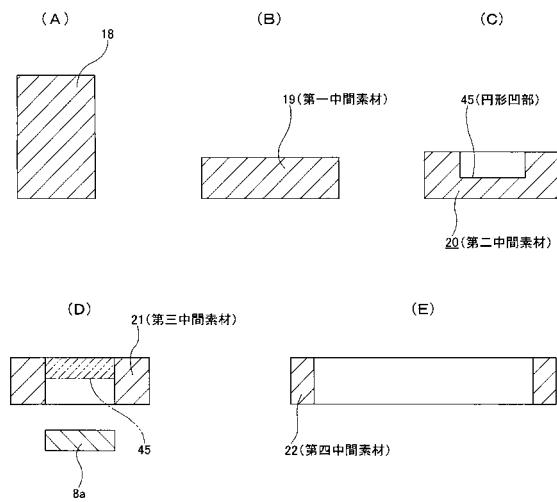 (A)
18
(B)
19(第一中間素材)
(C)
45(円形凹部)
20(第二中間素材)
(D)
21(第三中間素材)
45
8a
(E)
22(第四中間素材)